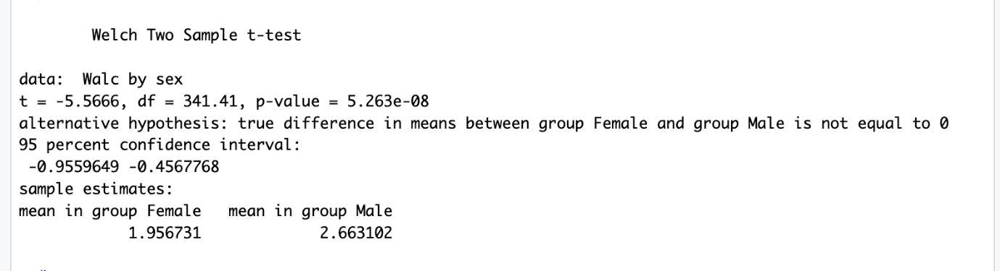 Welch Two Sample t-test
data:  Walc by sex
t = -5.5666, df = 341.41, p-value = 5.263e-08
alternative hypothesis: true difference in means between group Female and group Male is not equal to 0
95 percent confidence interval:
 -0.9559649 -0.4567768
sample estimates:
mean in group Female   mean in group Male
            1.956731             2.663102